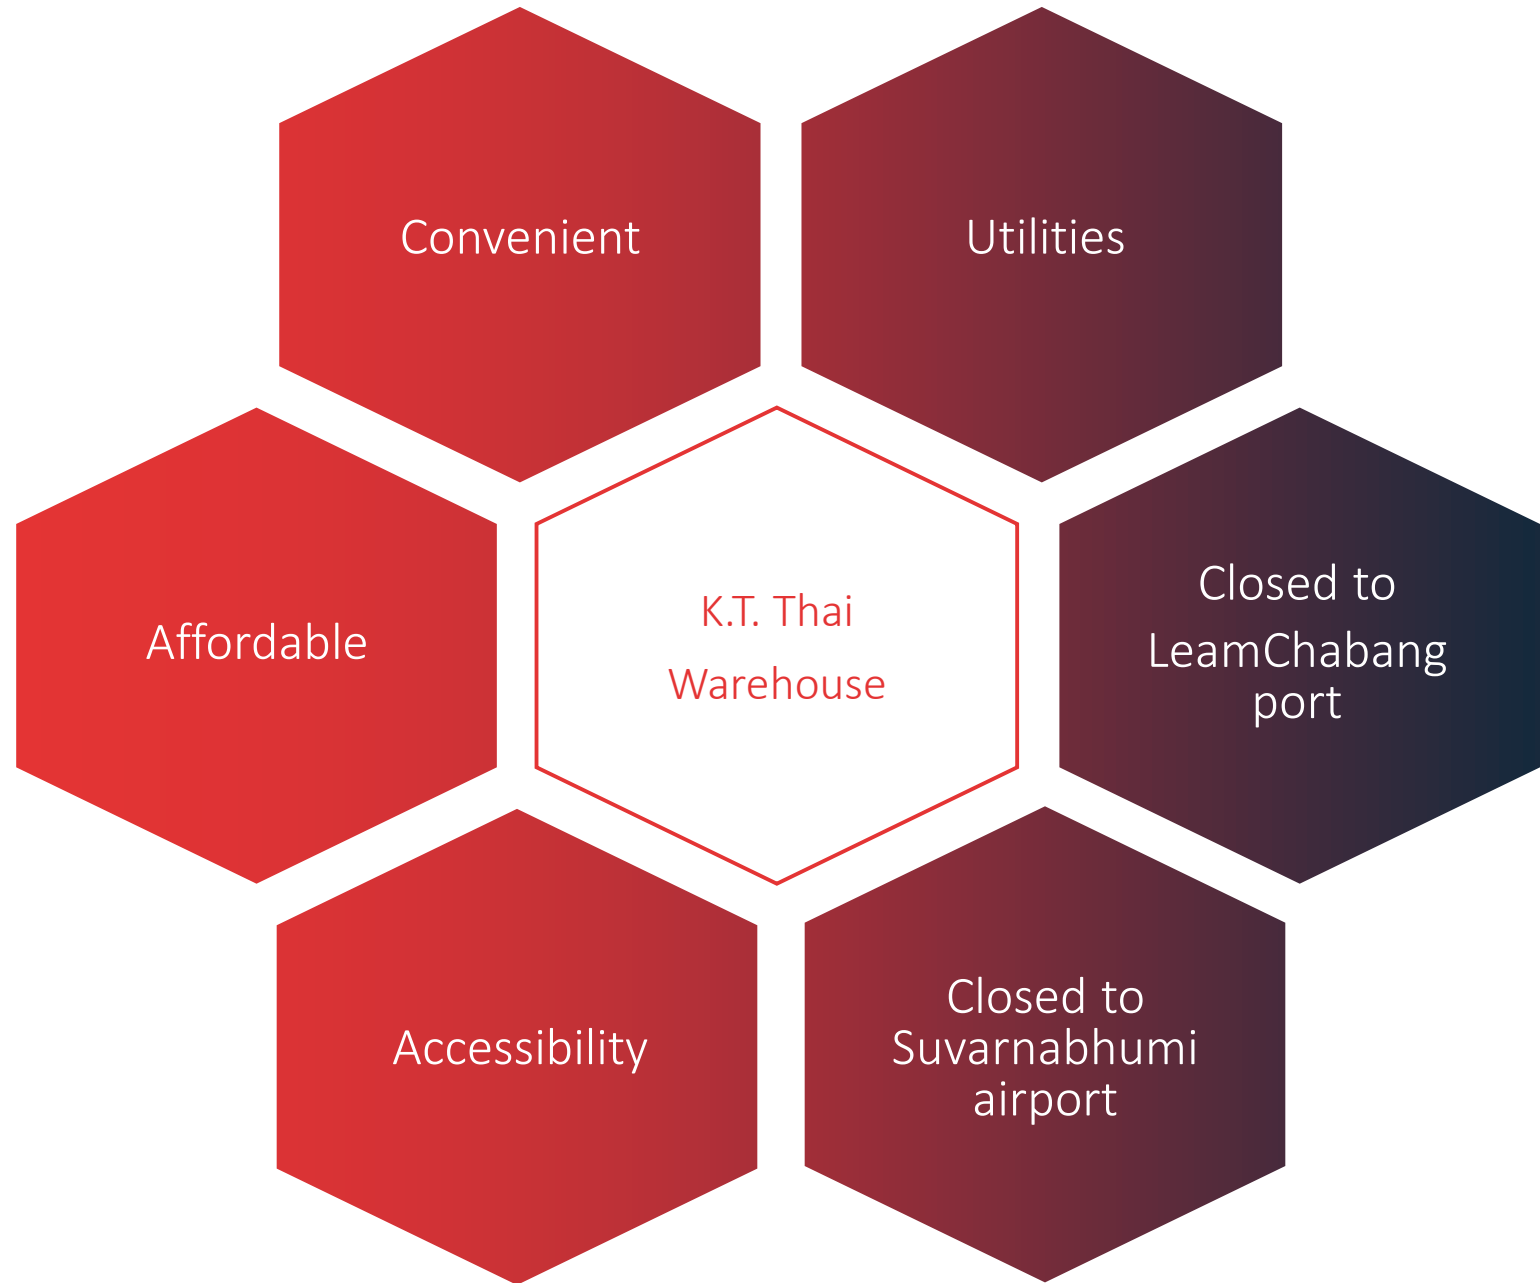 Convenient
Utilities
Affordable
K.T. Thai
Warehouse
Closed to
LeamChabang
port
Accessibility
Closed to
Suvarnabhumi
airport